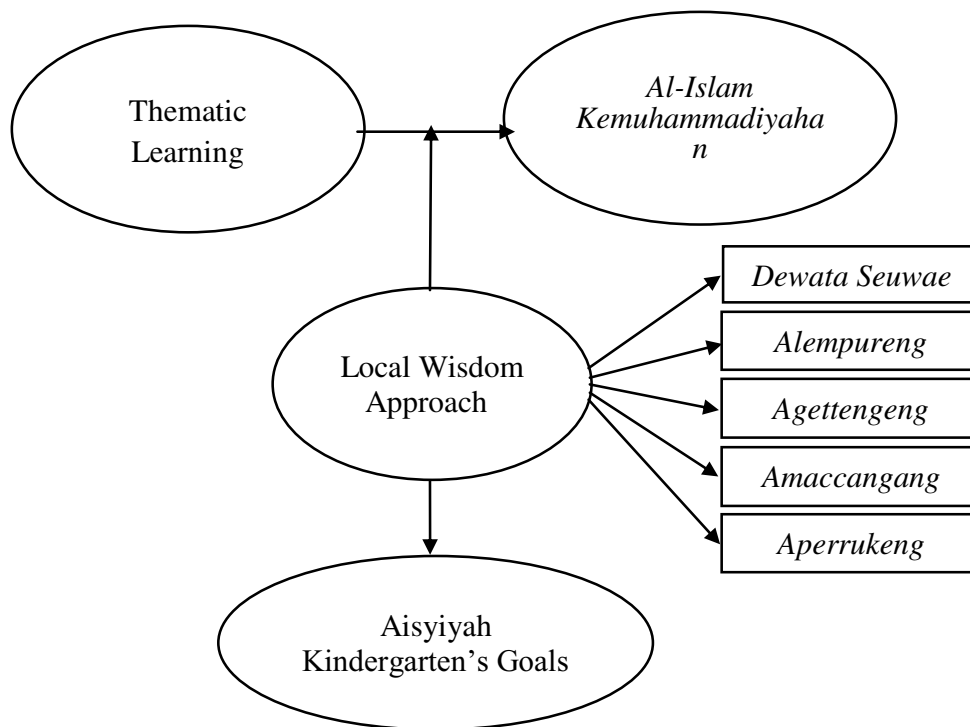 Thematic
Learning
Al-Islam
Kemuhammadiyaha
n
Dewata Seuwae
Alempureng
Local Wisdom
Approach
Agettengeng
Amaccangang
Aperrukeng
Aisyiyah
Kindergarten's Goals